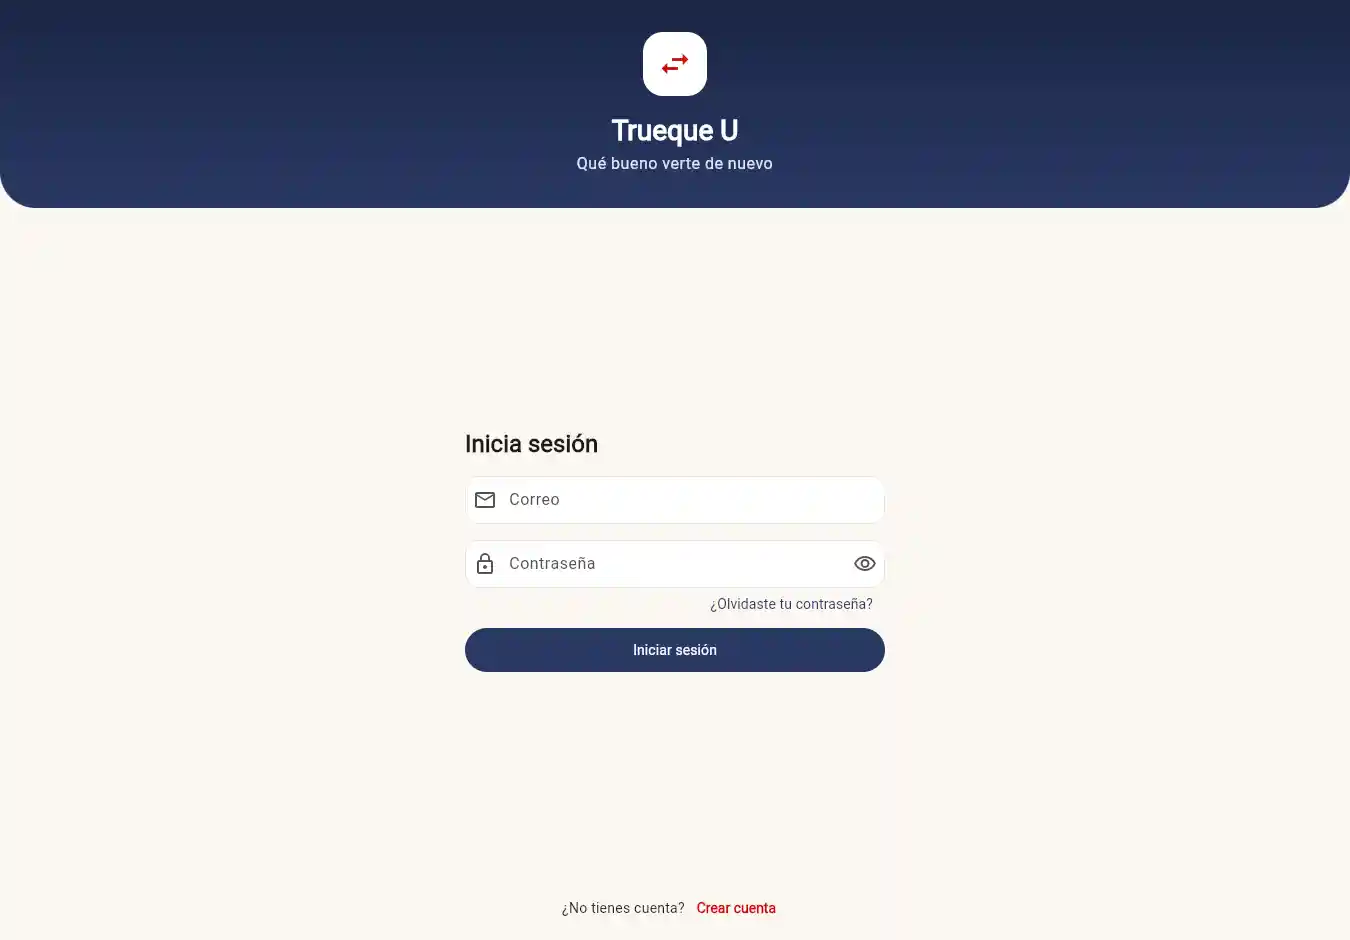 Trueque U
Qué bueno verte de nuevo
Inicia sesión
Correo
Contraseña
¿Olvidaste tu contraseña?
Iniciar sesión
¿No tienes cuenta? Crear cuenta